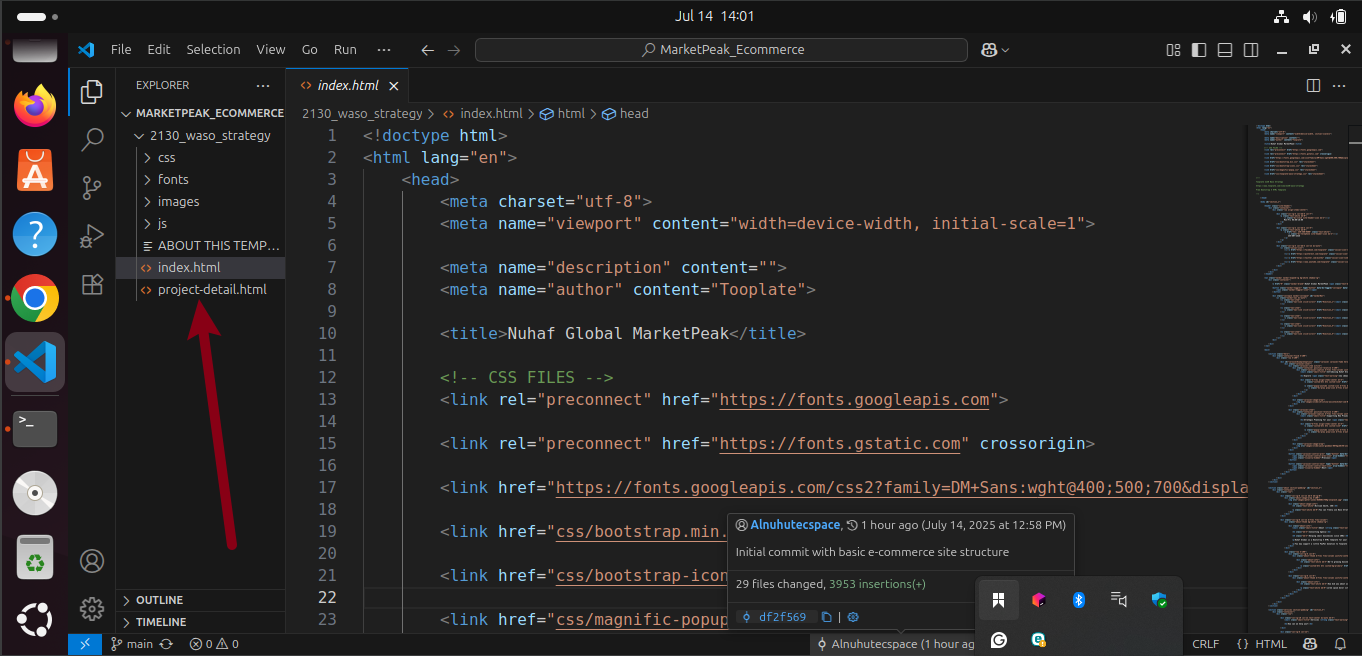 Jul 14 14:01
File Edit Selection View Go Run ··· MarketPeak_Ecommerce
EXPLORER ···
MARKETPEAK_ECOMMERCE
2130_waso_strategy
css
fonts
images
js
ABOUT THIS TEMP...
index.html
project-detail.html
OUTLINE
TIMELINE
index.html
2130_waso_strategy > index.html > html > head
1 <!doctype html>
2 <html lang="en">
3 <head>
4 <meta charset="utf-8">
5 <meta name="viewport" content="width=device-width, initial-scale=1">
6
7 <meta name="description" content="">
8 <meta name="author" content="Tooplate">
9
10 <title>Nuhaf Global MarketPeak</title>
11
12 <!-- CSS FILES -->
13 <link rel="preconnect" href="https://fonts.googleapis.com">
14
15 <link rel="preconnect" href="https://fonts.gstatic.com" crossorigin>
16
17 <link href="https://fonts.googleapis.com/css2?family=DM+Sans:wght@400;500;700&displa
18
19 <link href="css/bootstrap.min.
20
21 <link href="css/bootstrap-icon
22
23 <link href="css/magnific-popup
Alnuhutecspace, 1 hour ago (July 14, 2025 at 12:58 PM)
Initial commit with basic e-commerce site structure
29 files changed, 3953 insertions(+)
df2f569 |
main 0 0 Alnuhutecspace (1 hour ag CRLF {} HTML